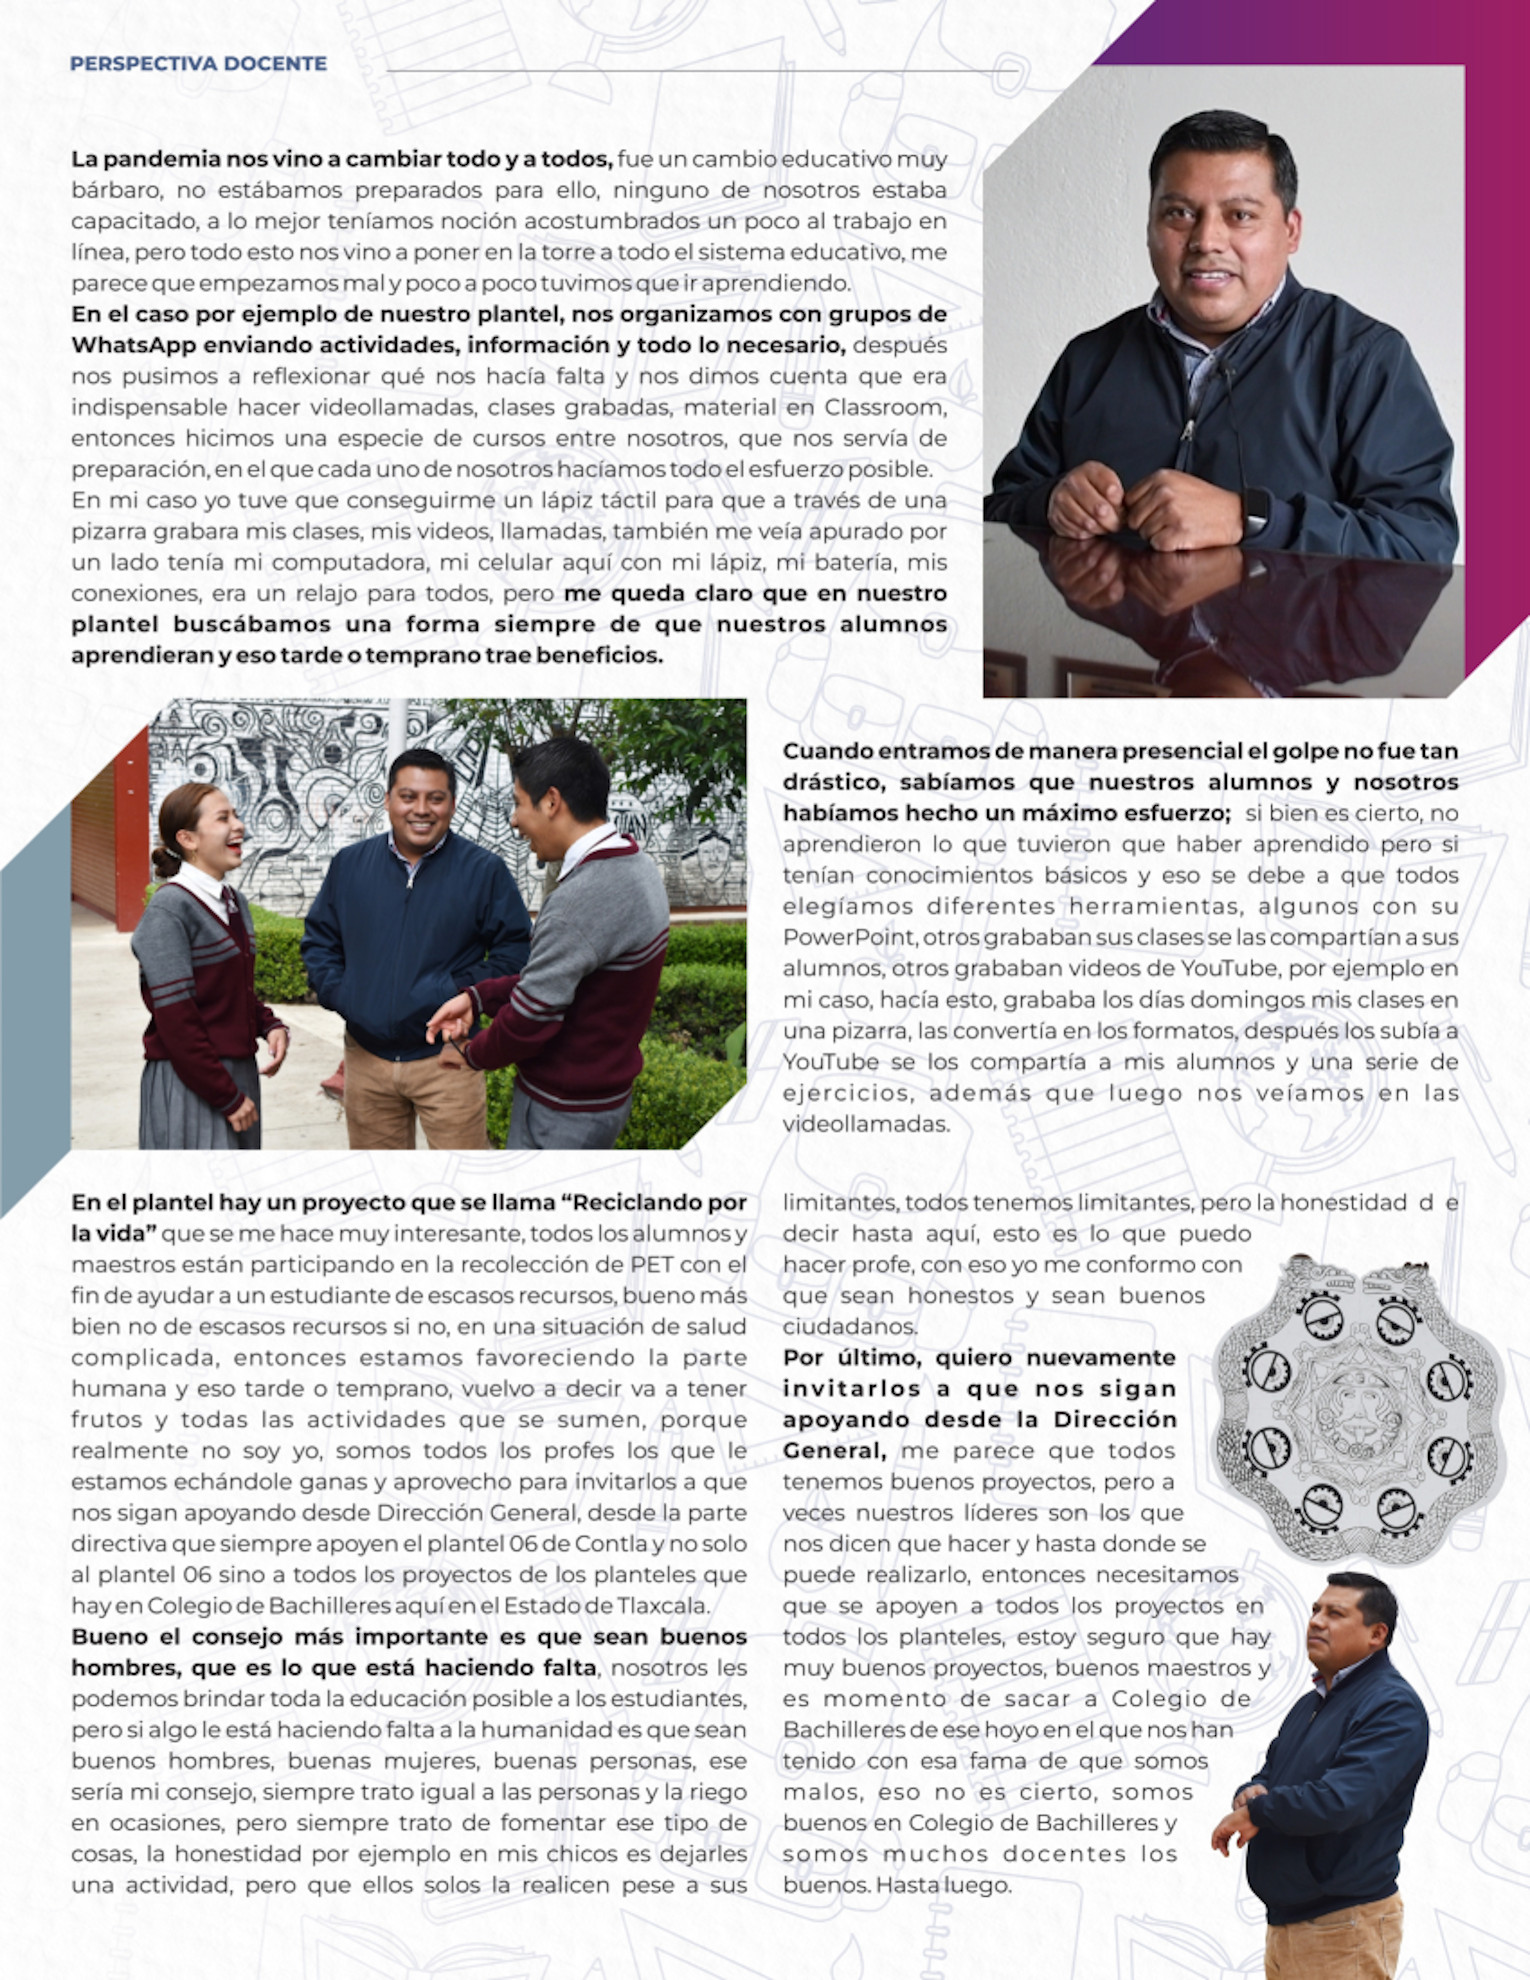 PERSPECTIVA DOCENTE
La pandemia nos vino a cambiar todo y a todos, fue un cambio educativo muy
bárbaro, no estábamos preparados para ello, ninguno de nosotros estaba
capacitado, a lo mejor teníamos noción acostumbrados un poco al trabajo en
línea, pero todo esto nos vino a poner en la torre a todo el sistema educativo, me
parece que empezamos mal y poco a poco tuvimos que ir aprendiendo.
En el caso por ejemplo de nuestro plantel, nos organizamos con grupos de
WhatsApp enviando actividades, información y todo lo necesario, después
nos pusimos a reflexionar qué nos hacía falta y nos dimos cuenta que era
indispensable hacer videollamadas, clases grabadas, material en Classroom,
entonces hicimos una especie de cursos entre nosotros, que nos servía de
preparación, en el que cada uno de nosotros hacíamos todo el esfuerzo posible.
En mi caso yo tuve que conseguirme un lápiz táctil para que a través de una
pizarra grabara mis clases, mis videos, llamadas, también me veía apurado por
un lado tenía mi computadora, mi celular aquí con mi lápiz, mi batería, mis
conexiones, era un relajo para todos, pero me queda claro que en nuestro
plantel buscábamos una forma siempre de que nuestros alumnos
aprendieran y eso tarde o temprano trae beneficios.
Cuando entramos de manera presencial el golpe no fue tan
drástico, sabíamos que nuestros alumnos y nosotros
habíamos hecho un máximo esfuerzo; si bien es cierto, no
aprendieron lo que tuvieron que haber aprendido pero si
tenían conocimientos básicos y eso se debe a que todos
elegíamos diferentes herramientas, algunos con su
PowerPoint, otros grababan sus clases se las compartían a sus
alumnos, otros grababan videos de YouTube, por ejemplo en
mi caso, hacía esto, grababa los días domingos mis clases en
una pizarra, las convertía en los formatos, después los subía a
YouTube se los compartía a mis alumnos y una serie de
ejercicios, además que luego nos veíamos en las
videollamadas.
En el plantel hay un proyecto que se llama “Reciclando por
la vida” que se me hace muy interesante, todos los alumnos y
maestros están participando en la recolección de PET con el
fin de ayudar a un estudiante de escasos recursos, bueno más
bien no de escasos recursos si no, en una situación de salud
complicada, entonces estamos favoreciendo la parte
humana y eso tarde o temprano, vuelvo a decir va a tener
frutos y todas las actividades que se sumen, porque
realmente no soy yo, somos todos los profes los que le
estamos echándole ganas y aprovecho para invitarlos a que
nos sigan apoyando desde Dirección General, desde la parte
directiva que siempre apoyen el plantel 06 de Contla y no solo
al plantel 06 sino a todos los proyectos de los planteles que
hay en Colegio de Bachilleres aquí en el Estado de Tlaxcala.
Bueno el consejo más importante es que sean buenos
hombres, que es lo que está haciendo falta, nosotros les
podemos brindar toda la educación posible a los estudiantes,
pero si algo le está haciendo falta a la humanidad es que sean
buenos hombres, buenas mujeres, buenas personas, ese
sería mi consejo, siempre trato igual a las personas y la riego
en ocasiones, pero siempre trato de fomentar ese tipo de
cosas, la honestidad por ejemplo en mis chicos es dejarles
una actividad, pero que ellos solos la realicen pese a sus
limitantes, todos tenemos limitantes, pero la honestidad d e
decir hasta aquí, esto es lo que puedo
hacer profe, con eso yo me conformo con
que sean honestos y sean buenos
ciudadanos.
Por último, quiero nuevamente
invitarlos a que nos sigan
apoyando desde la Dirección
General, me parece que todos
tenemos buenos proyectos, pero a
veces nuestros líderes son los que
nos dicen que hacer y hasta donde se
puede realizarlo, entonces necesitamos
que se apoyen a todos los proyectos en
todos los planteles, estoy seguro que hay
muy buenos proyectos, buenos maestros y
es momento de sacar a Colegio de
Bachilleres de ese hoyo en el que nos han
tenido con esa fama de que somos
malos, eso no es cierto, somos
buenos en Colegio de Bachilleres y
somos muchos docentes los
buenos. Hasta luego.